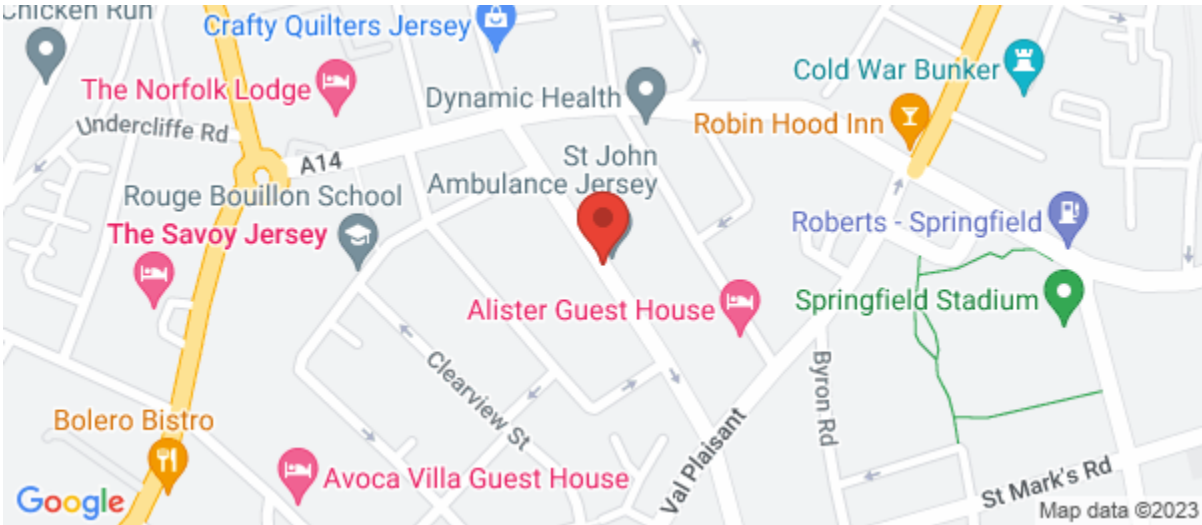 Chicken Run
Crafty Quilters Jersey
Cold War Bunker
The Norfolk Lodge
Dynamic Health
Robin Hood Inn
Undercliffe Rd
A14
St John
Ambulance Jersey
Rouge Bouillon School
Roberts - Springfield
The Savoy Jersey
Alister Guest House
Springfield Stadium
Clearview St
Byron Rd
Bolero Bistro
Val Plaisant
Avoca Villa Guest House
St Mark's Rd
Google
Map data ©2023